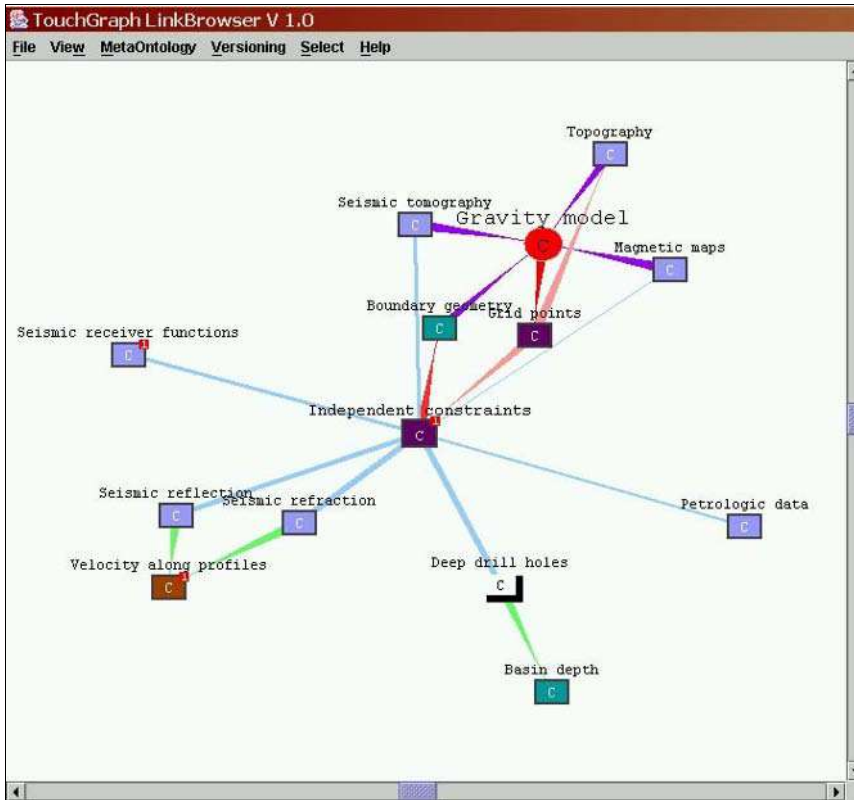 TouchGraph LinkBrowser V 1.0
File View MetaOntology Versioning Select Help
Topography
C
Seismic tomography
C
Gravity model
C
Magnetic maps
C
Boundary geometry
C
Grid points
C
Seismic receiver functions
1
C
Independent constraints
1
C
Seismic reflection
C
Seismic refraction
C
Petrologic data
C
Velocity along profiles
1
C
Deep drill holes
C
Basin depth
C